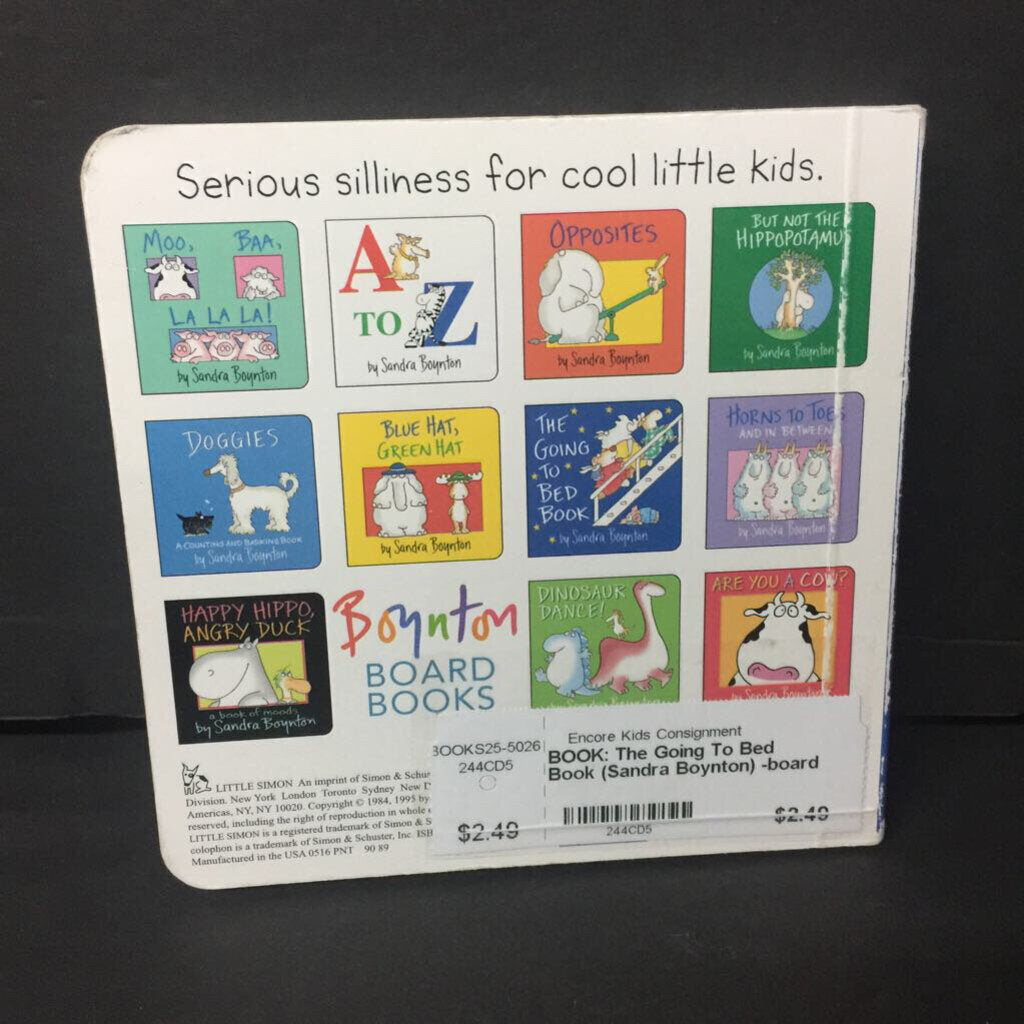 Serious silliness for cool little kids.
MOO, BAA,
LA LA LA!
by Sandra Boynton
A
TO
Z
by Sandra Boynton
OPPOSITES
by Sandra Boynton
BUT NOT THE
HIPPOPOTAMUS
by Sandra Boynton
DOGGIES
A COUNTING AND BARKING BOOK
by Sandra Boynton
BLUE HAT,
GREEN HAT
by Sandra Boynton
THE
GOING
TO
BED
BOOK
by Sandra Boynton
HORNS TO TOES
AND IN BETWEEN
by Sandra Boynton
HAPPY HIPPO,
ANGRY DUCK
a book of moods
by Sandra Boynton
Boynton
BOARD
BOOKS
DINOSAUR
DANCE!
ARE YOU A COW?
by Sandra Boynton
LITTLE SIMON An imprint of Simon & Schus
Division. New York London Toronto Sydney New D
Americas, NY, NY 10020. Copyright © 1984, 1995 by
reserved, including the right of reproduction in whole o
LITTLE SIMON is a registered trademark of Simon & S
colophon is a trademark of Simon & Schuster, Inc. ISB
Manufactured in the USA 0516 PNT 90 89
BOOKS25-5026
244CD5
$2.49
Encore Kids Consignment
BOOK: The Going To Bed
Book (Sandra Boynton) -board
244CD5
$2.49